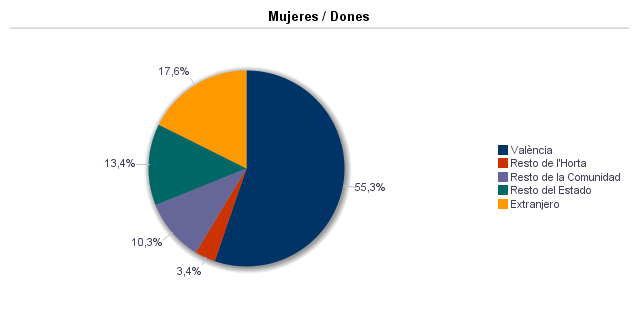 Mujeres / Dones
17,6%
13,4%
55,3%
10,3%
3,4%
València
Resto de l'Horta
Resto de la Comunidad
Resto del Estado
Extranjero